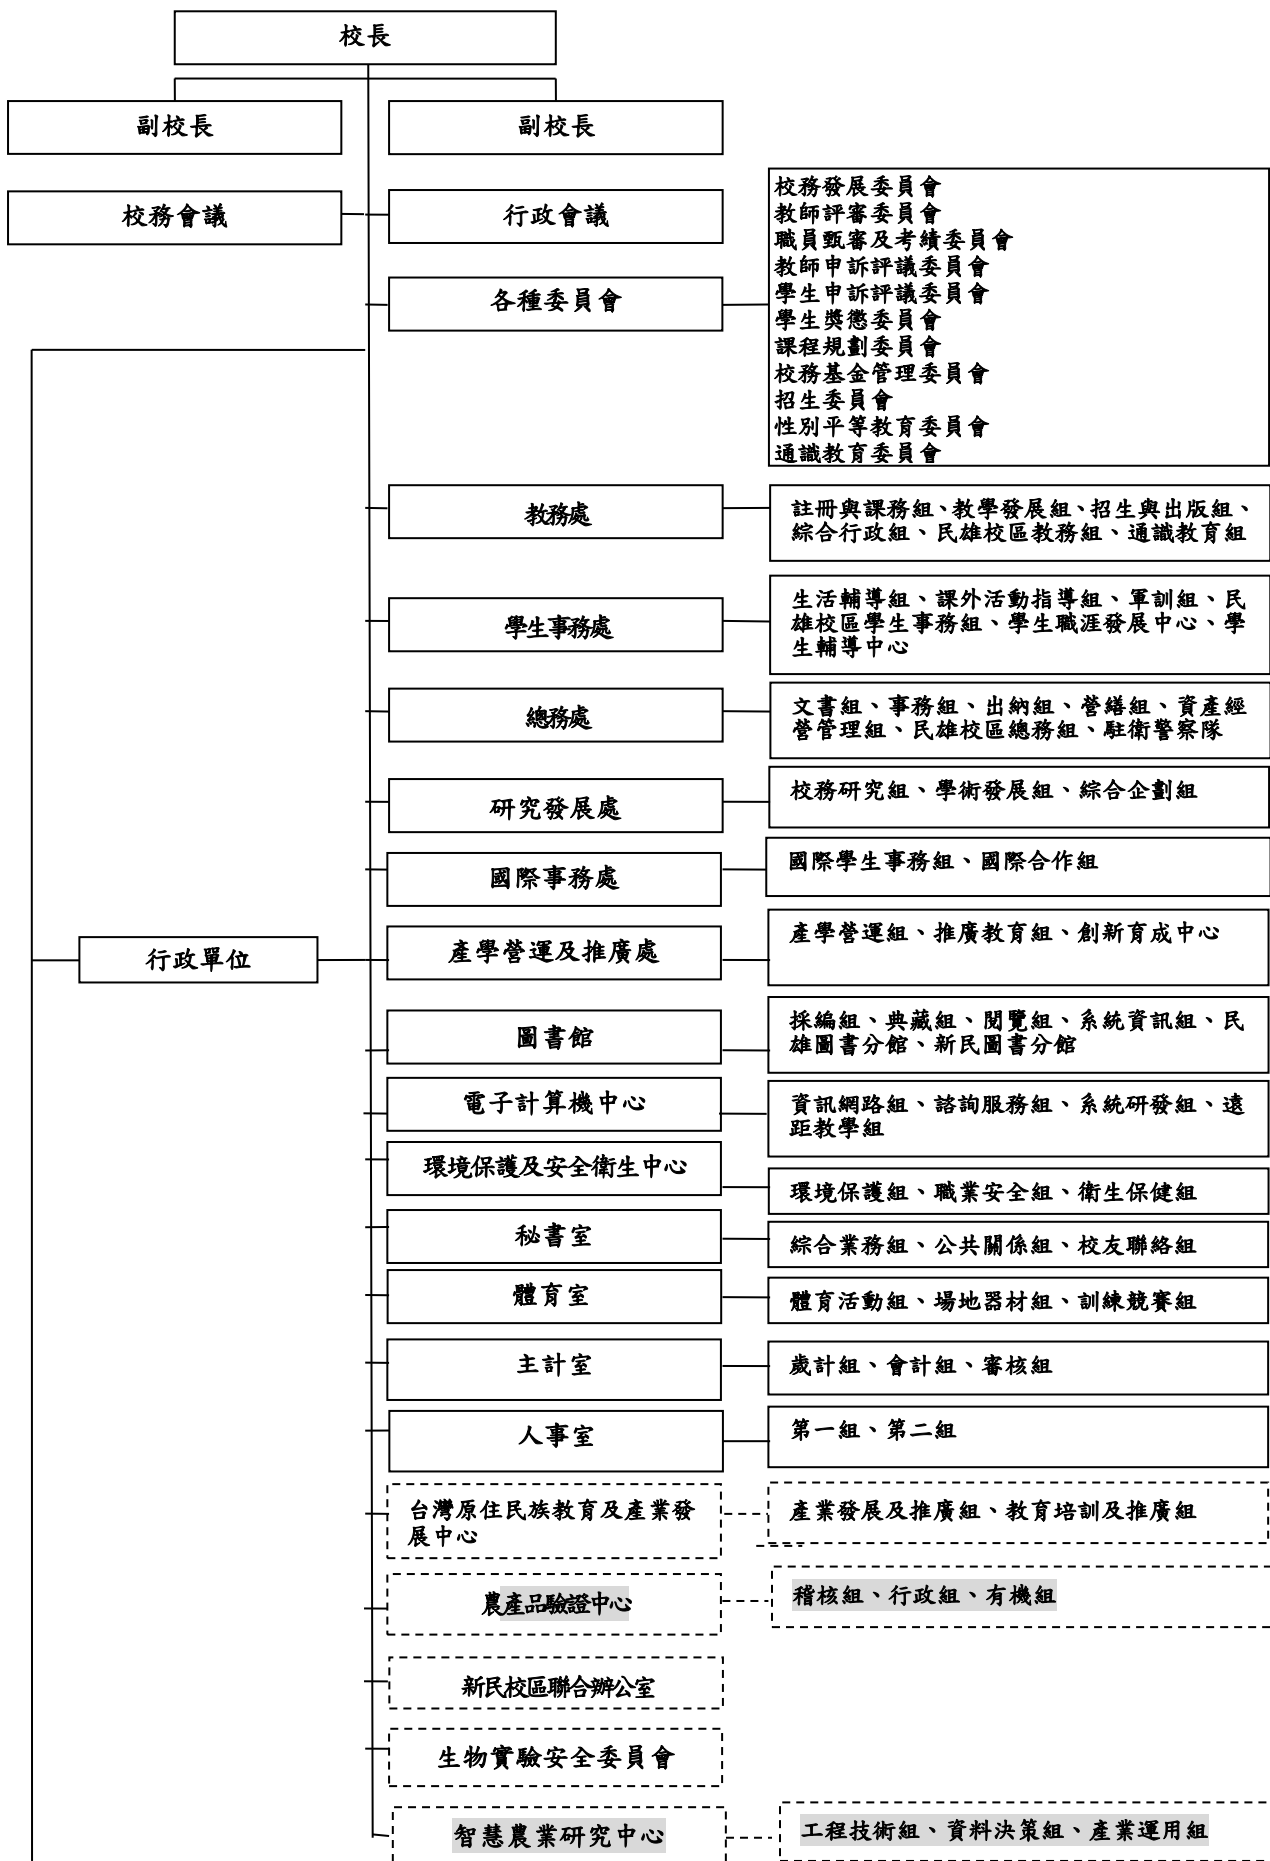 校長
副校長
副校長
校務會議
行政會議
各種委員會
校務發展委員會
教師評審委員會
職員甄審及考績委員會
教師申訴評議委員會
學生申訴評議委員會
學生獎懲委員會
課程規劃委員會
校務基金管理委員會
招生委員會
性別平等教育委員會
通識教育委員會
教務處
註冊與課務組、教學發展組、招生與出版組、
綜合行政組、民雄校區教務組、通識教育組
學生事務處
生活輔導組、課外活動指導組、軍訓組、民
雄校區學生事務組、學生職涯發展中心、學
生輔導中心
總務處
文書組、事務組、出納組、營繕組、資產經
營管理組、民雄校區總務組、駐衛警察隊
研究發展處
校務研究組、學術發展組、綜合企劃組
國際事務處
國際學生事務組、國際合作組
行政單位
產學營運及推廣處
產學營運組、推廣教育組、創新育成中心
圖書館
採編組、典藏組、閱覽組、系統資訊組、民
雄圖書分館、新民圖書分館
電子計算機中心
資訊網路組、諮詢服務組、系統研發組、遠
距教學組
環境保護及安全衛生中心
環境保護組、職業安全組、衛生保健組
秘書室
綜合業務組、公共關係組、校友聯絡組
體育室
體育活動組、場地器材組、訓練競賽組
主計室
歲計組、會計組、審核組
人事室
第一組、第二組
台灣原住民族教育及產業發
展中心
產業發展及推廣組、教育培訓及推廣組
農產品驗證中心
稽核組、行政組、有機組
新民校區聯合辦公室
生物實驗安全委員會
智慧農業研究中心
工程技術組、資料決策組、產業運用組